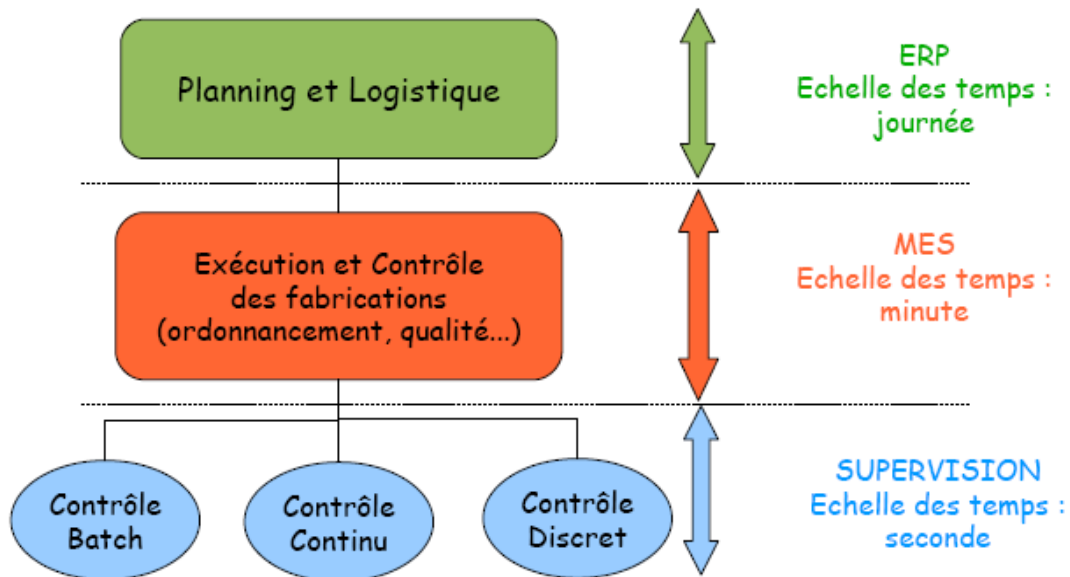 Planning et Logistique
ERP
Echelle des temps :
journée
Exécution et Contrôle
des fabrications
(ordonnancement, qualité...)
MES
Echelle des temps :
minute
Contrôle
Batch
Contrôle
Continu
Contrôle
Discret
SUPERVISION
Echelle des temps :
seconde